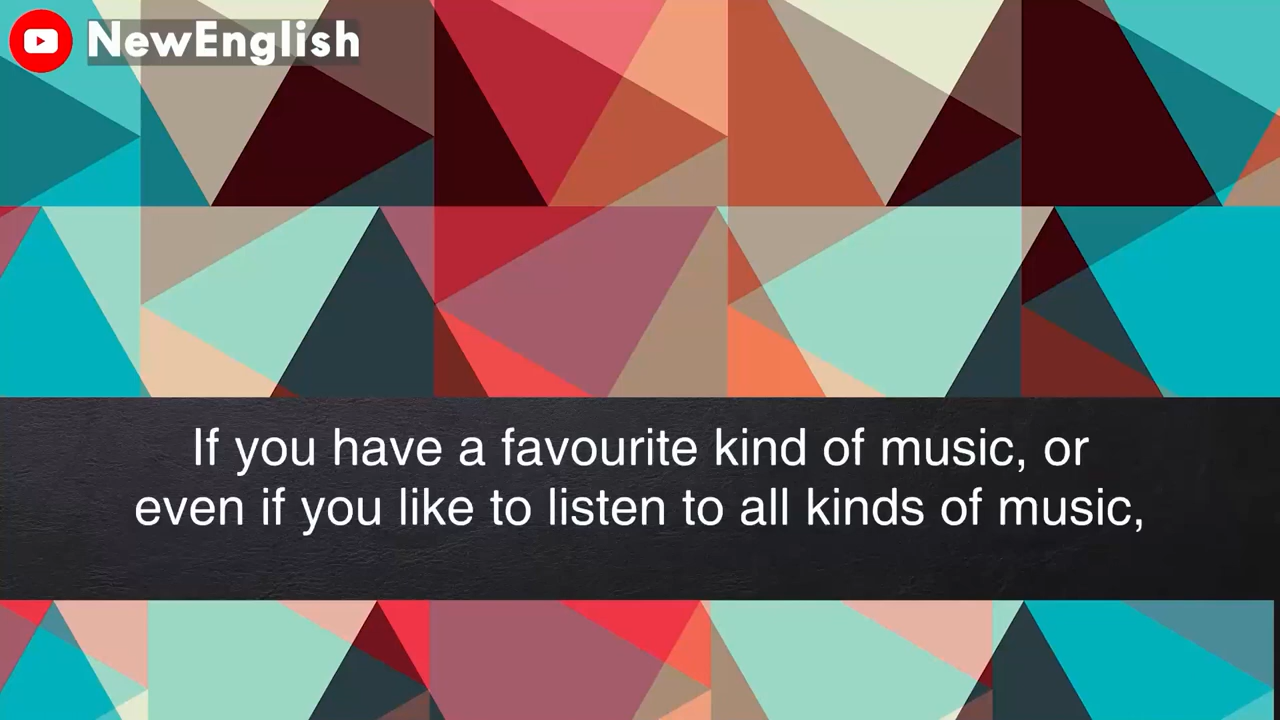 NewEnglish
If you have a favourite kind of music, or
even if you like to listen to all kinds of music,